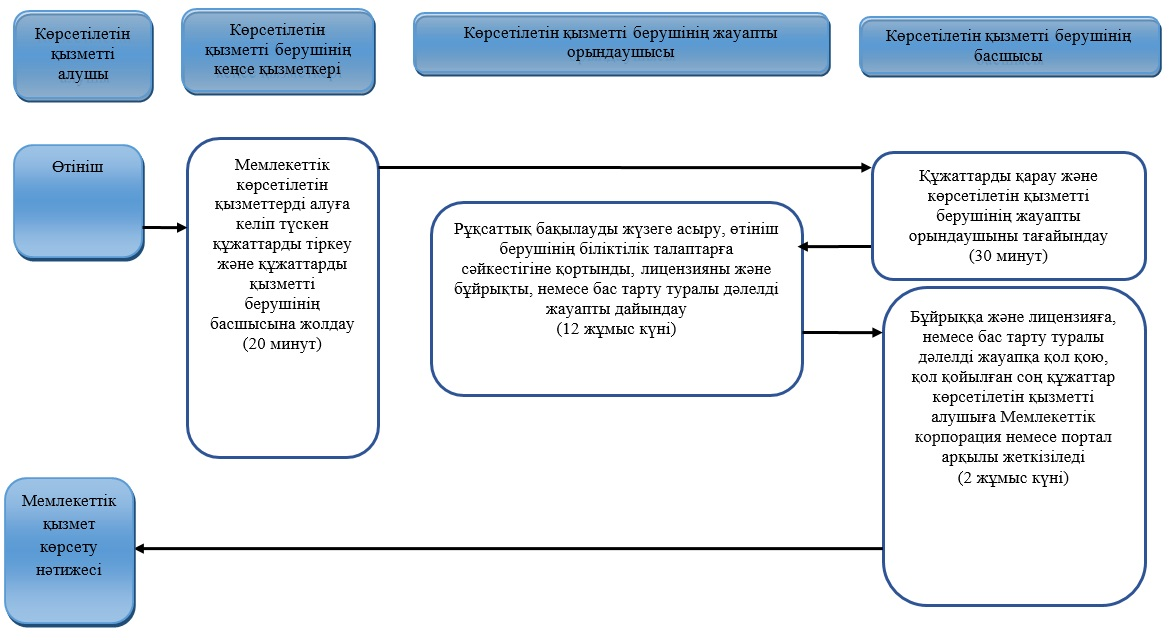 Көрсетілетін
қызметті
алушы
Көрсетілетін
қызметті берушінің
кеңсе қызметкері
Көрсетілетін қызметті берушінің жауапты
орындаушысы
Көрсетілетін қызметті берушінің
басшысы
Өтініш
Мемлекеттік
көрсетілетін
қызметтерді алуға
келіп түскен
құжаттарды тіркеу
және құжаттарды
қызметті
берушінің
басшысына жолдау
(20 минут)
Құжаттарды қарау және
көрсетілетін қызметті
берушінің жауапты
орындаушыны тағайындау
(30 минут)
Рұқсаттық бақылауды жүзеге асыру, өтініш
берушінің біліктілік талаптарға
сәйкестігіне қортынды, лицензияны және
бұйрықты, немесе бас тарту туралы дәлелді
жауапты дайындау
(12 жұмыс күні)
Бұйрыққа және лицензияға,
немесе бас тарту туралы
дәлелді жауапқа қол қою,
қол қойылған соң құжаттар
көрсетілетін қызметті
алушыға Мемлекеттік
корпорация немесе портал
арқылы жеткізіледі
(2 жұмыс күні)
Мемлекеттік
қызмет
көрсету
нәтижесі